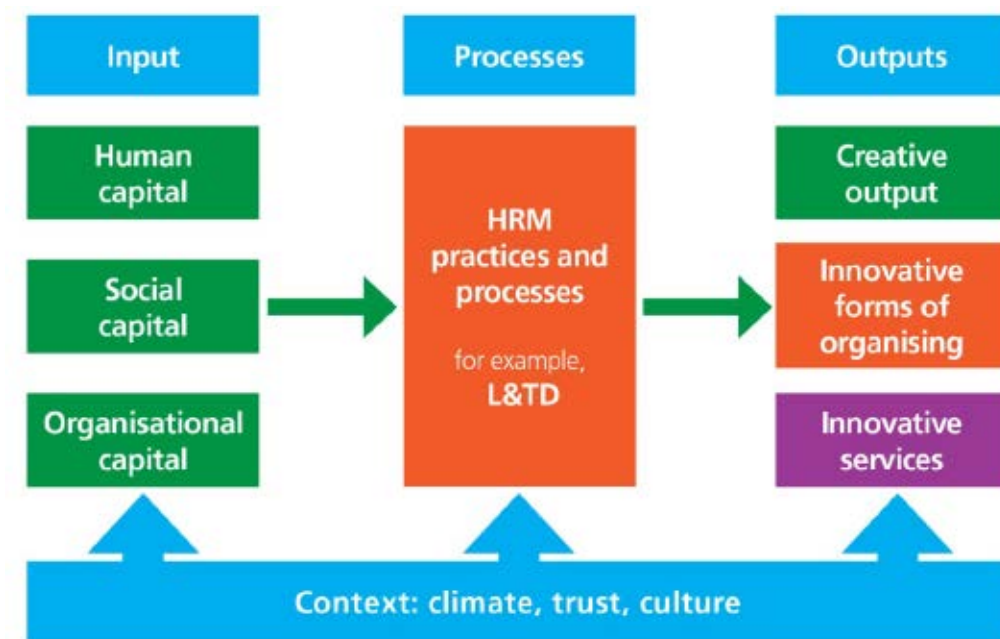 Input
Processes
Outputs
Human
capital
Social
capital
Organisational
capital
HRM
practices and
processes
for example,
L&TD
Creative
output
Innovative
forms of
organising
Innovative
services
Context: climate, trust, culture